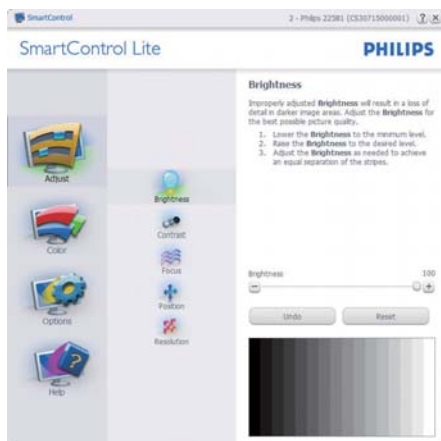 SmartControl
2 - Philips 225B1 (CS30715000001)
? X
SmartControl Lite
PHILIPS
Adjust
Color
Options
Help
Brightness
Contrast
Focus
Position
Resolution
Brightness
Improperly adjusted Brightness will result in a loss of
detail in darker image areas. Adjust the Brightness for
the best possible picture quality.
1. Lower the Brightness to the minimum level.
2. Raise the Brightness to the desired level.
3. Adjust the Brightness as needed to achieve
an equal separation of the stripes.
Brightness 100
Undo Reset